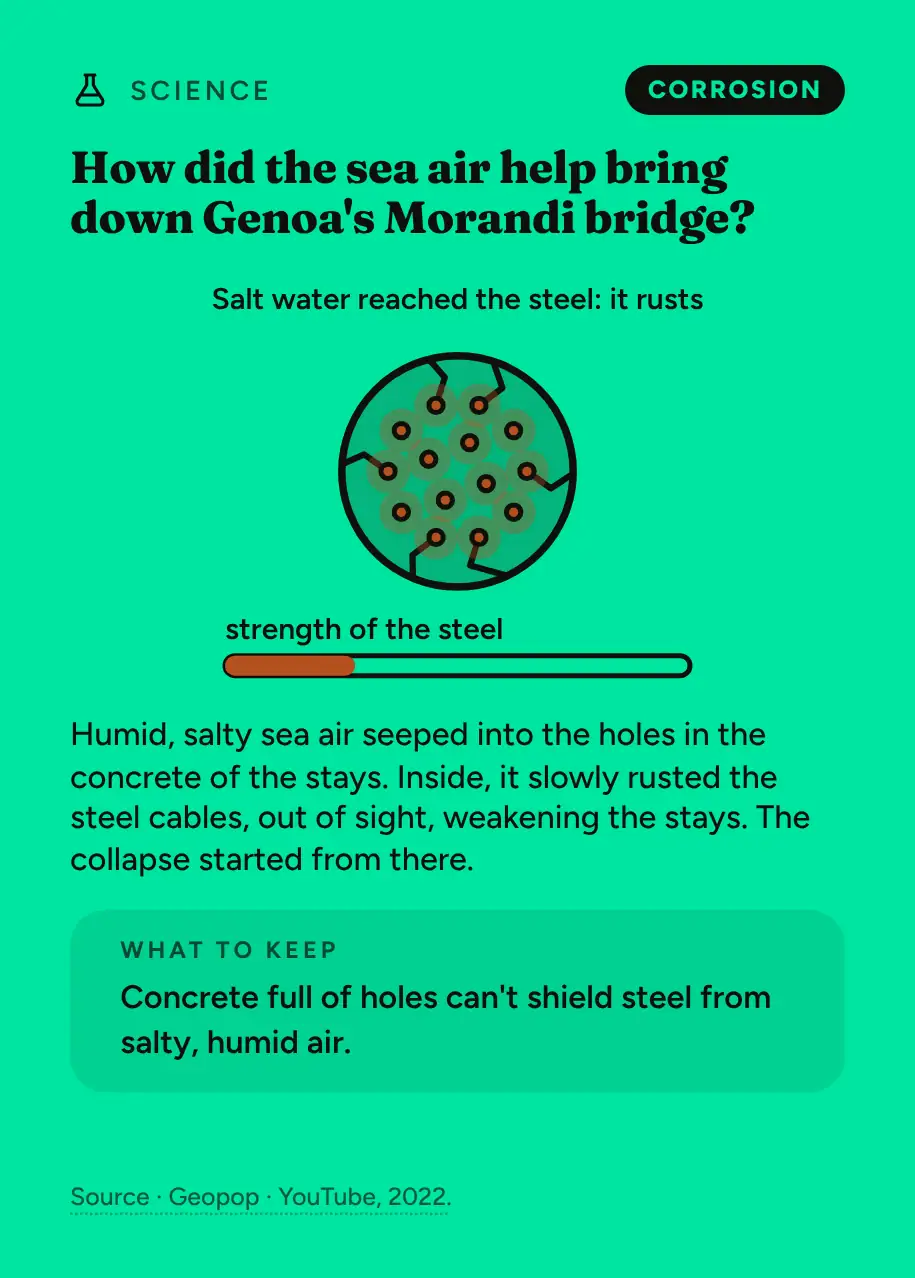 SCIENCE
CORROSION
How did the sea air help bring
down Genoa's Morandi bridge?
Salt water reached the steel: it rusts
strength of the steel
Humid, salty sea air seeped into the holes in the
concrete of the stays. Inside, it slowly rusted the
steel cables, out of sight, weakening the stays. The
collapse started from there.
WHAT TO KEEP
Concrete full of holes can't shield steel from
salty, humid air.
Source · Geopop · YouTube, 2022.